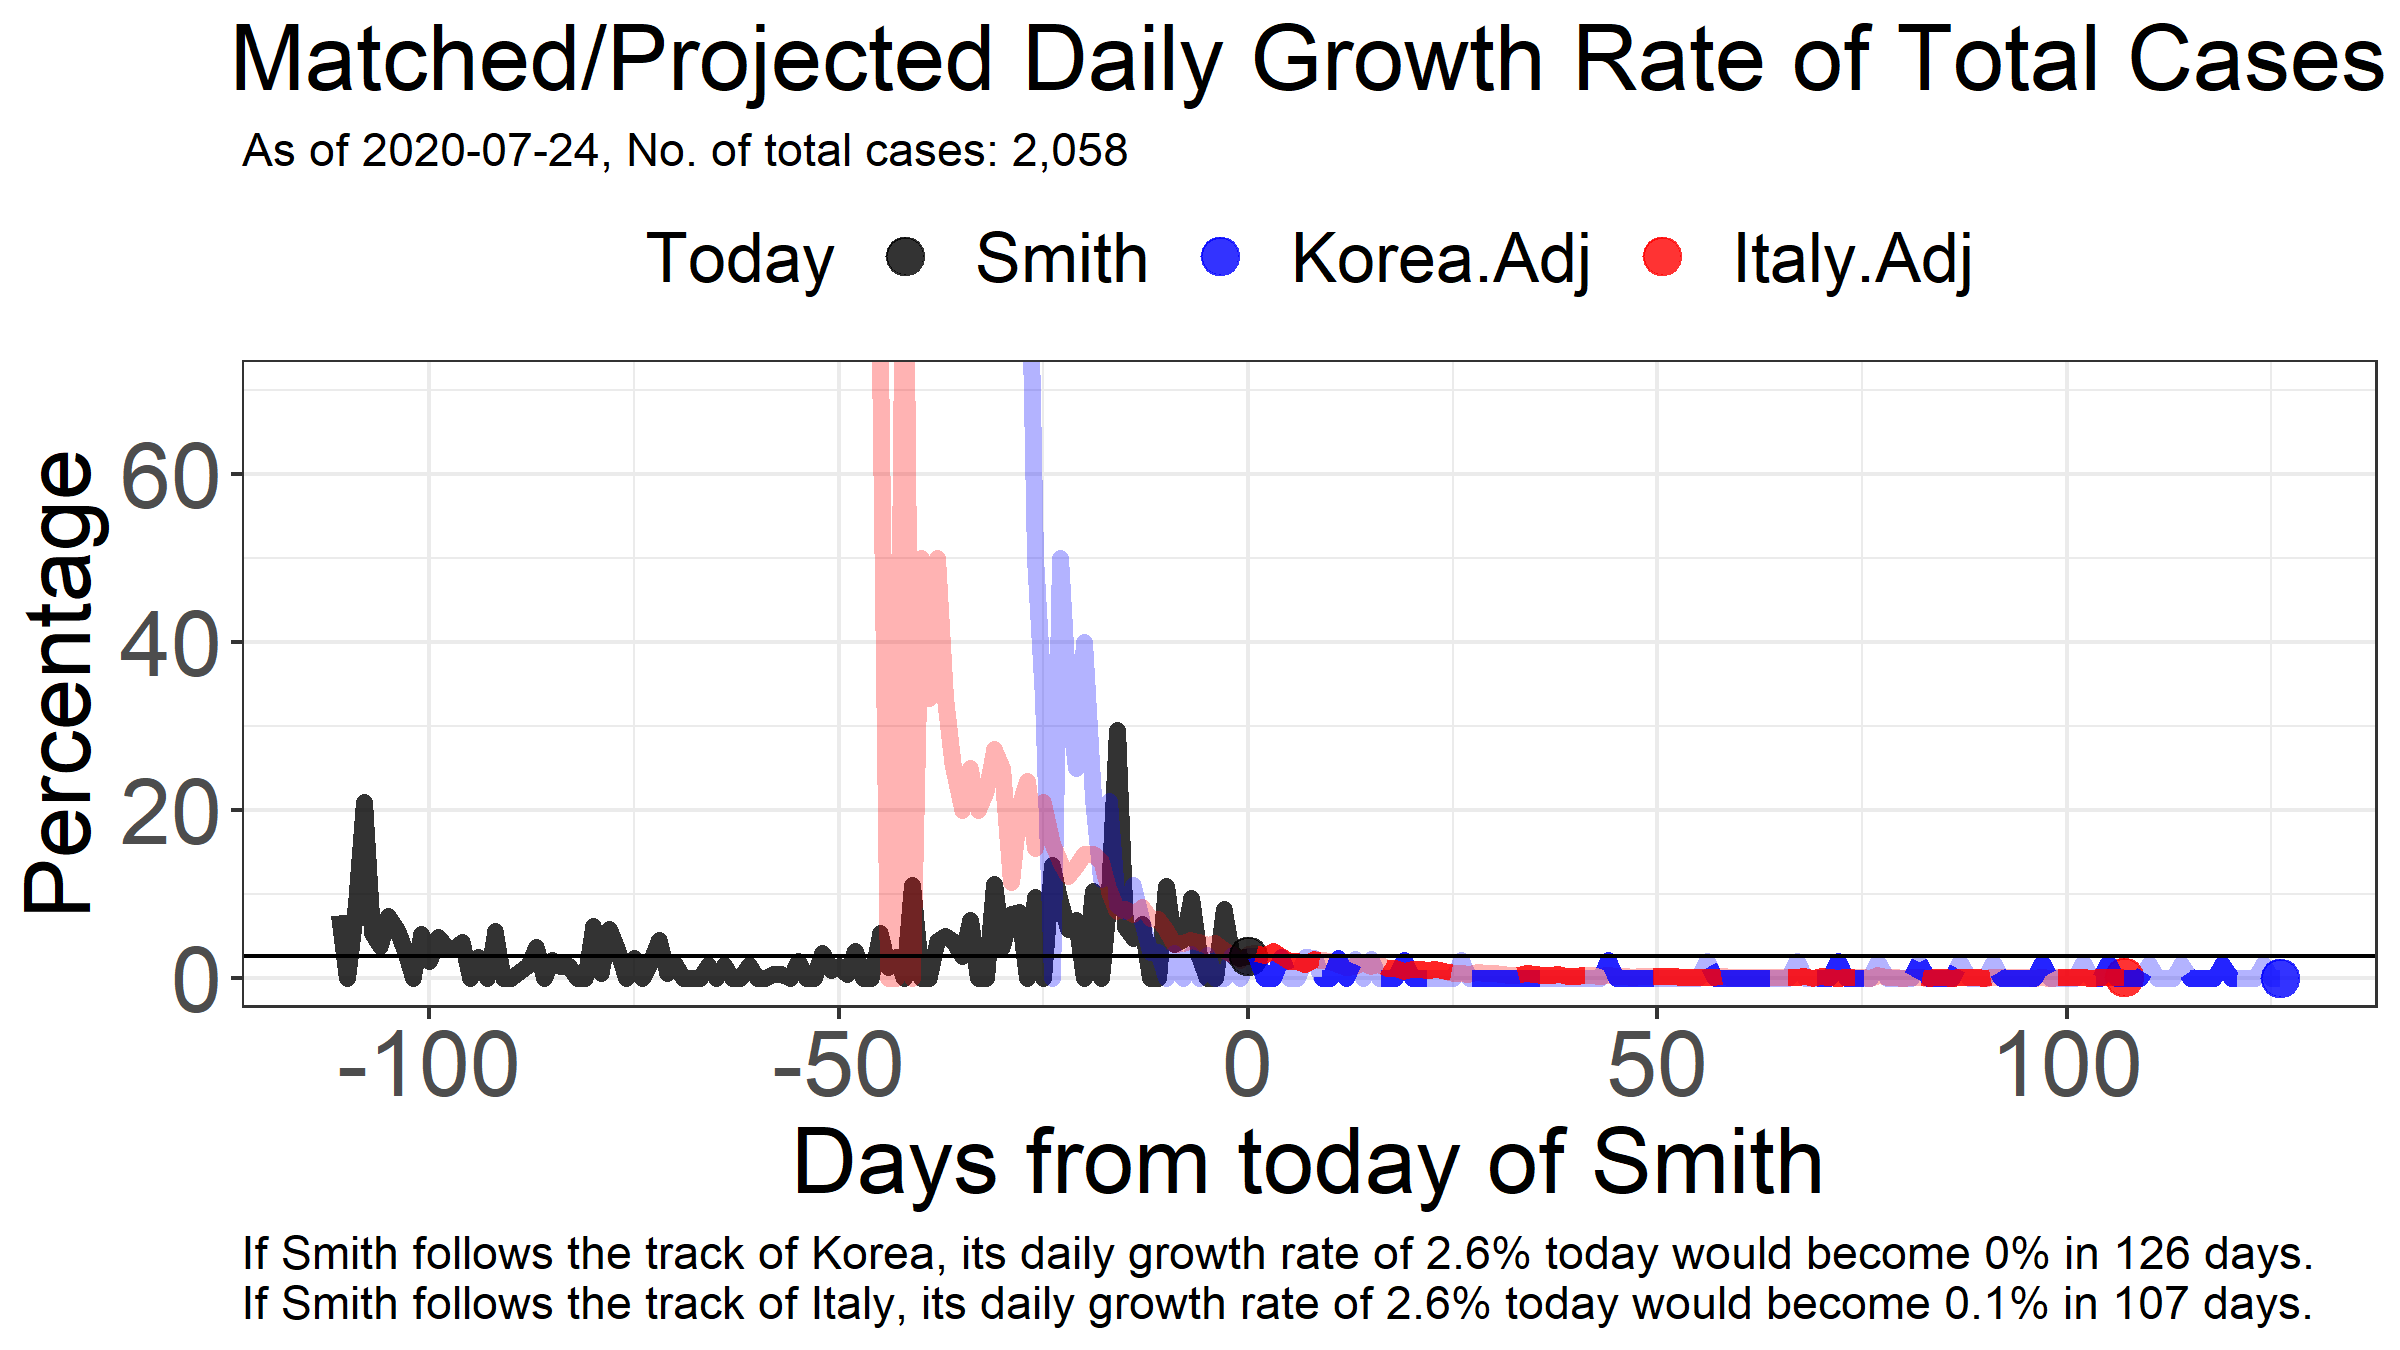 Matched/Projected Daily Growth Rate of Total Cases
As of 2020-07-24, No. of total cases: 2,058
Today Smith Korea.Adj Italy.Adj
Percentage
60
40
20
0
-100 -50 0 50 100
Days from today of Smith
If Smith follows the track of Korea, its daily growth rate of 2.6% today would become 0% in 126 days.
If Smith follows the track of Italy, its daily growth rate of 2.6% today would become 0.1% in 107 days.